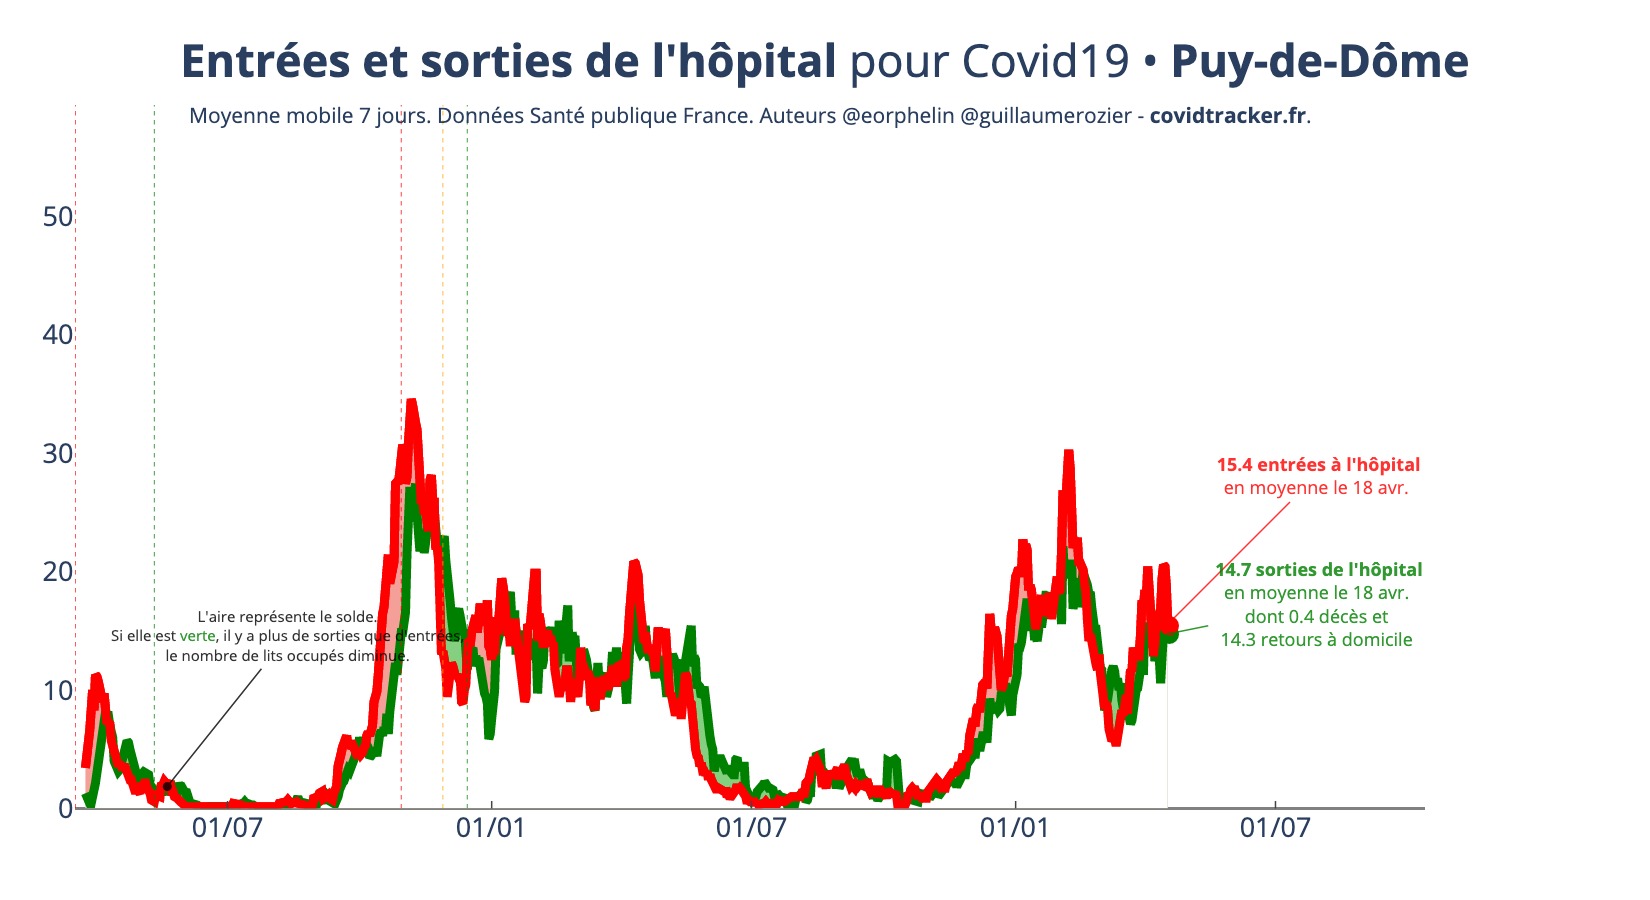 Entrées et sorties de l'hôpital pour Covid19 • Puy-de-Dôme
Moyenne mobile 7 jours. Données Santé publique France. Auteurs @eorphelin @guillaumerozier - covidtracker.fr.
50
40
30
20
10
0
15.4 entrées à l'hôpital
en moyenne le 18 avr.
14.7 sorties de l'hôpital
en moyenne le 18 avr.
dont 0.4 décès et
14.3 retours à domicile
L'aire représente le solde.
Si elle est verte, il y a plus de sorties que d'entrées,
le nombre de lits occupés diminue.
01/07
01/01
01/07
01/01
01/07